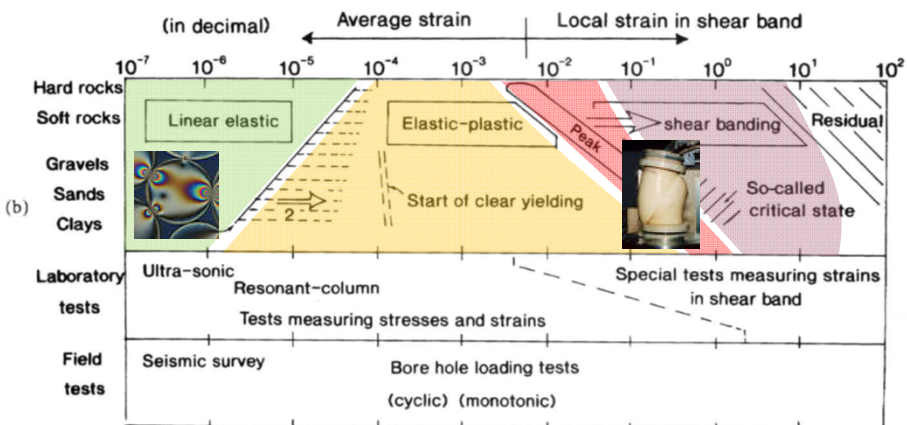 (in decimal)
Average strain
Local strain in shear band
10⁻⁷ 10⁻⁶ 10⁻⁵ 10⁻⁴ 10⁻³ 10⁻² 10⁻¹ 10⁰ 10¹ 10²
Hard rocks
Soft rocks
Linear elastic
Elastic-plastic
Peak
shear banding
Residual
Gravels
Sands
Clays
(b)
2
Start of clear yielding
So-called
critical state
Laboratory
tests
Ultra-sonic
Resonant-column
Tests measuring stresses and strains
Special tests measuring strains
in shear band
Field
tests
Seismic survey
Bore hole loading tests
(cyclic) (monotonic)